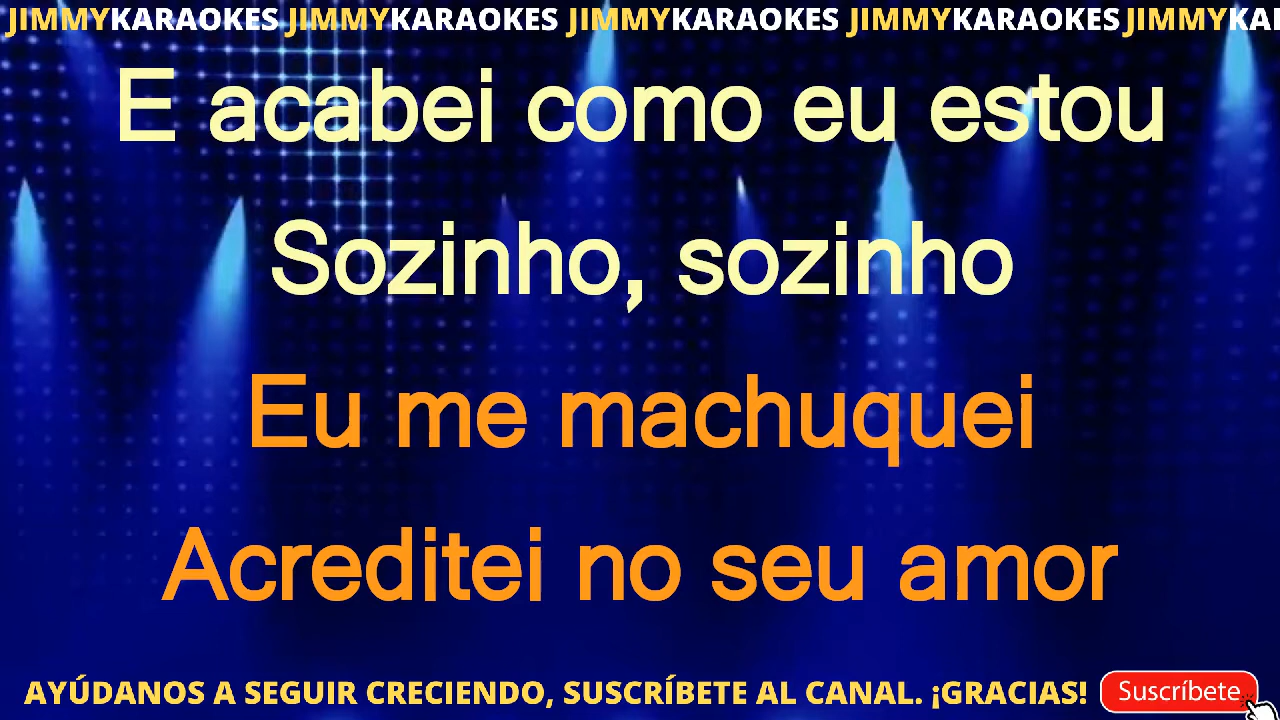 JIMMYKARAOKES JIMMYKARAOKES JIMMYKARAOKES JIMMYKARAOKES JIMMYKA
E acabei como eu estou
Sozinho, sozinho
Eu me machuquei
Acreditei no seu amor
AYÚDANOS A SEGUIR CRECIENDO, SUSCRÍBETE AL CANAL. ¡GRACIAS! Suscríbete